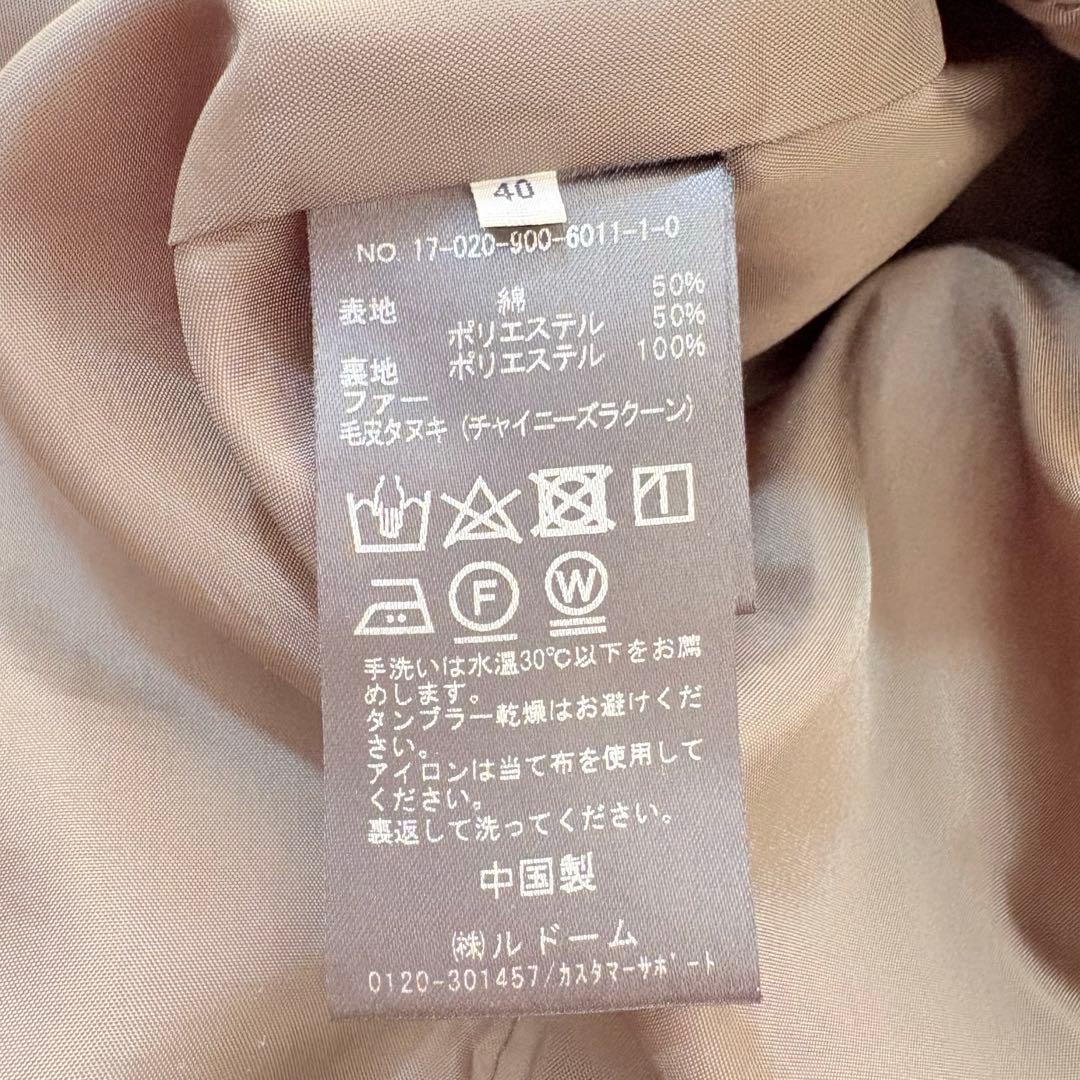 40
NO. 17-020-900-6011-1-0
表地 綿 50%
ポリエステル 50%
裏地 ポリエステル 100%
ファー
毛皮タヌキ (チャイニーズラクーン)
F W
手洗いは水温30℃以下をお薦
めします。
タンブラー乾燥はお避けくだ
さい。
アイロンは当て布を使用して
ください。
裏返して洗ってください。
中国製
㈱ルドーム
0120-301457/カスタマーサポート